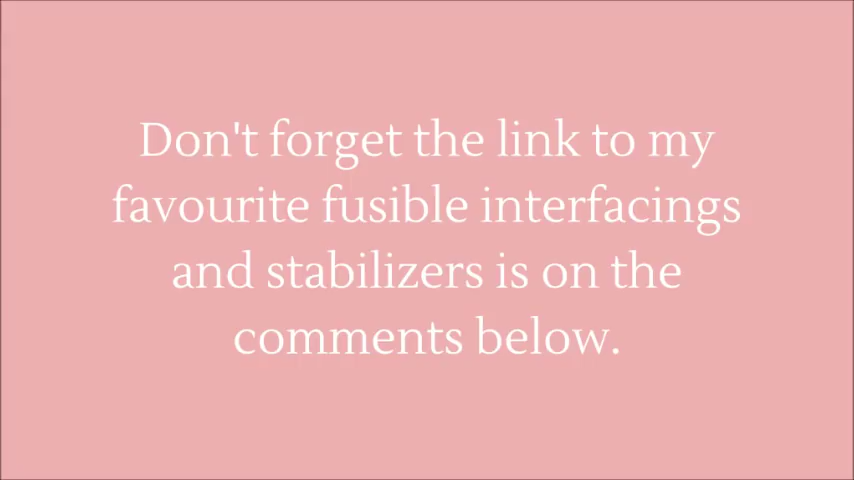 Don't forget the link to my
favourite fusible interfacings
and stabilizers is on the
comments below.